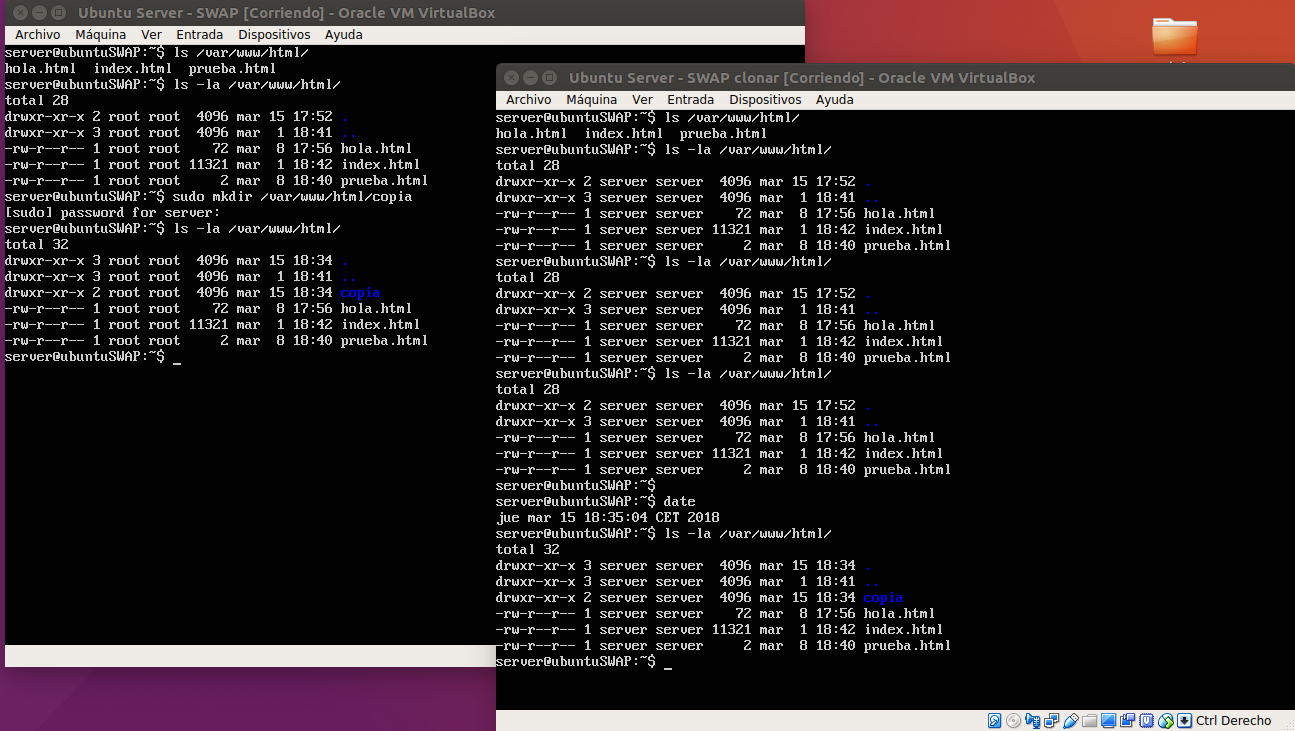 Ubuntu Server - SWAP [Corriendo] - Oracle VM VirtualBox
Archivo Máquina Ver Entrada Dispositivos Ayuda
server@ubuntuSWAP:~$ ls /var/www/html/
hola.html  index.html  prueba.html
server@ubuntuSWAP:~$ ls -la /var/www/html/
total 28
drwxr-xr-x 2 root root  4096 mar 15 17:52 .
drwxr-xr-x 3 root root  4096 mar  1 18:41 ..
-rw-r--r-- 1 root root    72 mar  8 17:56 hola.html
-rw-r--r-- 1 root root 11321 mar  1 18:42 index.html
-rw-r--r-- 1 root root     2 mar  8 18:40 prueba.html
server@ubuntuSWAP:~$ sudo mkdir /var/www/html/copia
[sudo] password for server:
server@ubuntuSWAP:~$ ls -la /var/www/html/
total 32
drwxr-xr-x 3 root root  4096 mar 15 18:34 .
drwxr-xr-x 3 root root  4096 mar  1 18:41 ..
drwxr-xr-x 2 root root  4096 mar 15 18:34 copia
-rw-r--r-- 1 root root    72 mar  8 17:56 hola.html
-rw-r--r-- 1 root root 11321 mar  1 18:42 index.html
-rw-r--r-- 1 root root     2 mar  8 18:40 prueba.html
server@ubuntuSWAP:~$ _
Ubuntu Server - SWAP clonar [Corriendo] - Oracle VM VirtualBox
Archivo Máquina Ver Entrada Dispositivos Ayuda
server@ubuntuSWAP:~$ ls /var/www/html/
hola.html  index.html  prueba.html
server@ubuntuSWAP:~$ ls -la /var/www/html/
total 28
drwxr-xr-x 2 server server  4096 mar 15 17:52 .
drwxr-xr-x 3 server server  4096 mar  1 18:41 ..
-rw-r--r-- 1 server server    72 mar  8 17:56 hola.html
-rw-r--r-- 1 server server 11321 mar  1 18:42 index.html
-rw-r--r-- 1 server server     2 mar  8 18:40 prueba.html
server@ubuntuSWAP:~$ ls -la /var/www/html/
total 28
drwxr-xr-x 2 server server  4096 mar 15 17:52 .
drwxr-xr-x 3 server server  4096 mar  1 18:41 ..
-rw-r--r-- 1 server server    72 mar  8 17:56 hola.html
-rw-r--r-- 1 server server 11321 mar  1 18:42 index.html
-rw-r--r-- 1 server server     2 mar  8 18:40 prueba.html
server@ubuntuSWAP:~$ ls -la /var/www/html/
total 28
drwxr-xr-x 2 server server  4096 mar 15 17:52 .
drwxr-xr-x 3 server server  4096 mar  1 18:41 ..
-rw-r--r-- 1 server server    72 mar  8 17:56 hola.html
-rw-r--r-- 1 server server 11321 mar  1 18:42 index.html
-rw-r--r-- 1 server server     2 mar  8 18:40 prueba.html
server@ubuntuSWAP:~$
server@ubuntuSWAP:~$ date
jue mar 15 18:35:04 CET 2018
server@ubuntuSWAP:~$ ls -la /var/www/html/
total 32
drwxr-xr-x 3 server server  4096 mar 15 18:34 .
drwxr-xr-x 3 server server  4096 mar  1 18:41 ..
drwxr-xr-x 2 server server  4096 mar 15 18:34 copia
-rw-r--r-- 1 server server    72 mar  8 17:56 hola.html
-rw-r--r-- 1 server server 11321 mar  1 18:42 index.html
-rw-r--r-- 1 server server     2 mar  8 18:40 prueba.html
server@ubuntuSWAP:~$ _
Ctrl Derecho